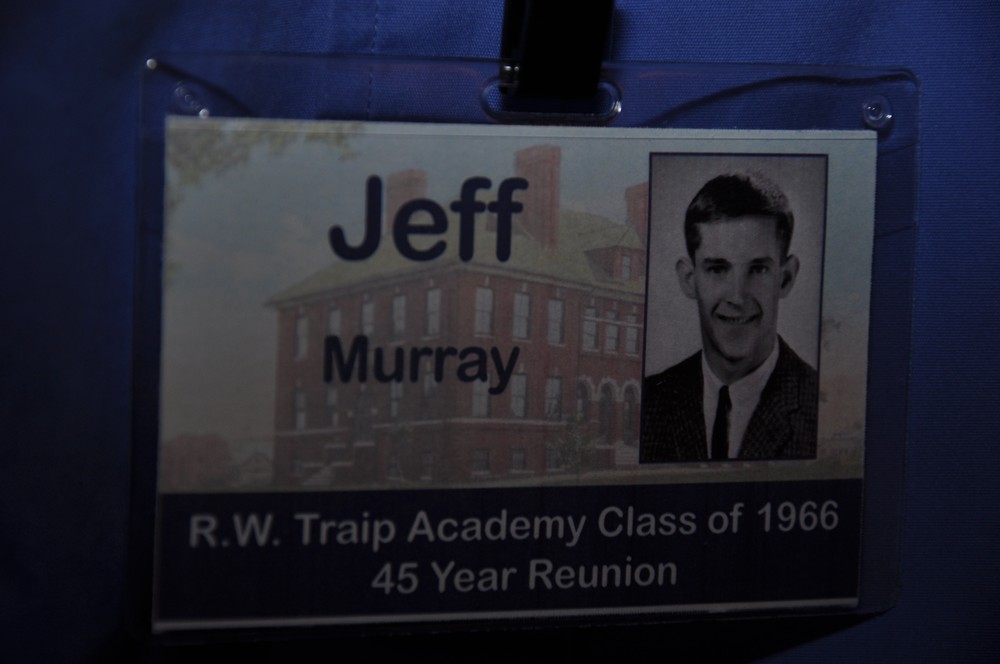 Jeff
Murray
R.W. Traip Academy Class of 1966
45 Year Reunion